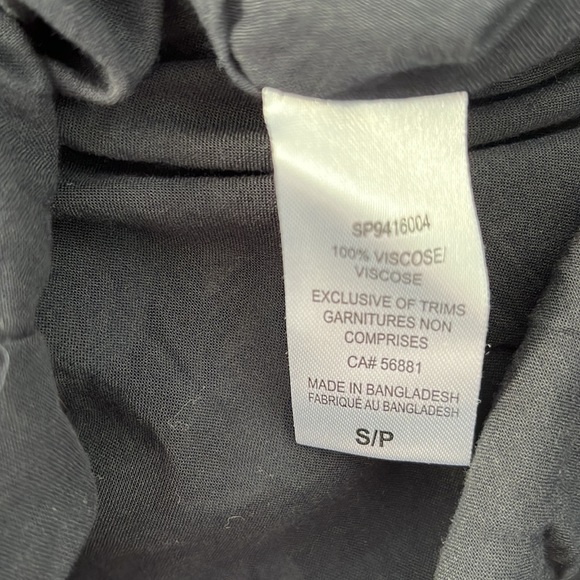 SP9416004
100% VISCOSE/
VISCOSE
EXCLUSIVE OF TRIMS
GARNITURES NON
COMPRISES
CA# 56881
MADE IN BANGLADESH
FABRIQUÉ AU BANGLADESH
S/P